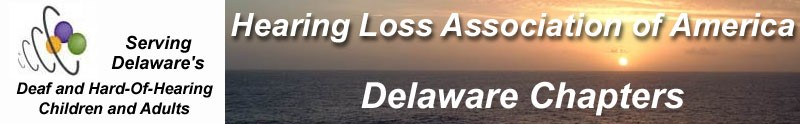 Serving
Delaware's
Deaf and Hard-Of-Hearing
Children and Adults
Hearing Loss Association of America
Delaware Chapters